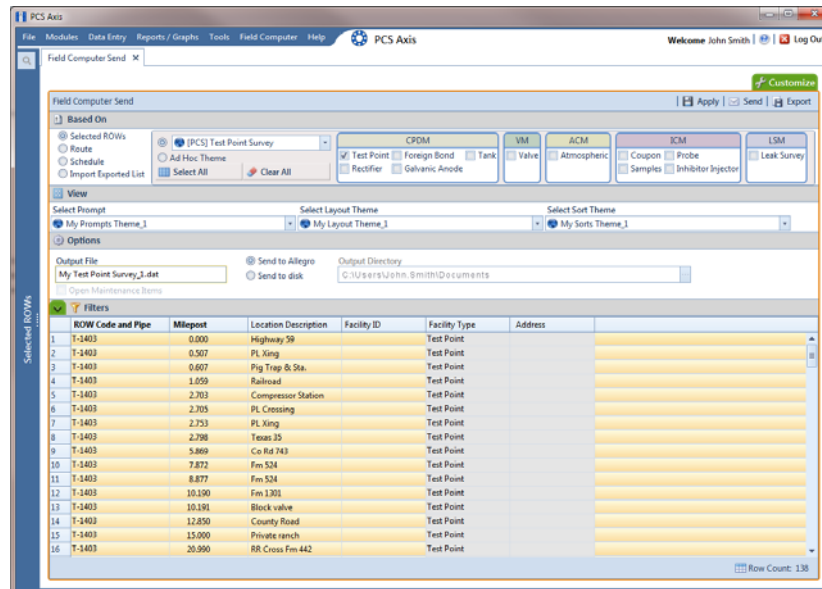 PCS Axis
File Modules Data Entry Reports / Graphs Tools Field Computer Help PCS Axis Welcome John Smith | | Log Ou
Field Computer Send X
Customize
Field Computer Send | Apply | Send | Export
Based On
Selected ROWs
Route
Schedule
Import Exported List
[PCS] Test Point Survey
Ad Hoc Theme
Select All Clear All
CPDM
Test Point Foreign Bond Tank
Rectifier Galvanic Anode
VM
Valve
ACM
Atmospheric
ICM
Coupon Probe
Samples Inhibitor Injector
LSM
Leak Survey
View
Select Prompt Select Layout Theme Select Sort Theme
My Prompts Theme_1 My Layout Theme_1 My Sorts Theme_1
Options
Output File Send to Allegro Output Directory
My Test Point Survey_1.dat Send to disk C:\Users\John.Smith\Documents
Open Maintenance Items
Selected ROWs
Filters
ROW Code and Pipe Milepost Location Description Facility ID Facility Type Address
1 T-1403 0.000 Highway 59 Test Point
2 T-1403 0.507 PL Xing Test Point
3 T-1403 0.607 Pig Trap & Sta. Test Point
4 T-1403 1.059 Railroad Test Point
5 T-1403 2.703 Compressor Station Test Point
6 T-1403 2.705 PL Crossing Test Point
7 T-1403 2.753 PL Xing Test Point
8 T-1403 2.798 Texas 35 Test Point
9 T-1403 5.869 Co Rd 743 Test Point
10 T-1403 7.872 Fm 524 Test Point
11 T-1403 8.877 Fm 524 Test Point
12 T-1403 10.190 Fm 1301 Test Point
13 T-1403 10.191 Block valve Test Point
14 T-1403 12.850 County Road Test Point
15 T-1403 15.000 Private ranch Test Point
16 T-1403 20.990 RR Cross Fm 442 Test Point
Row Count: 138